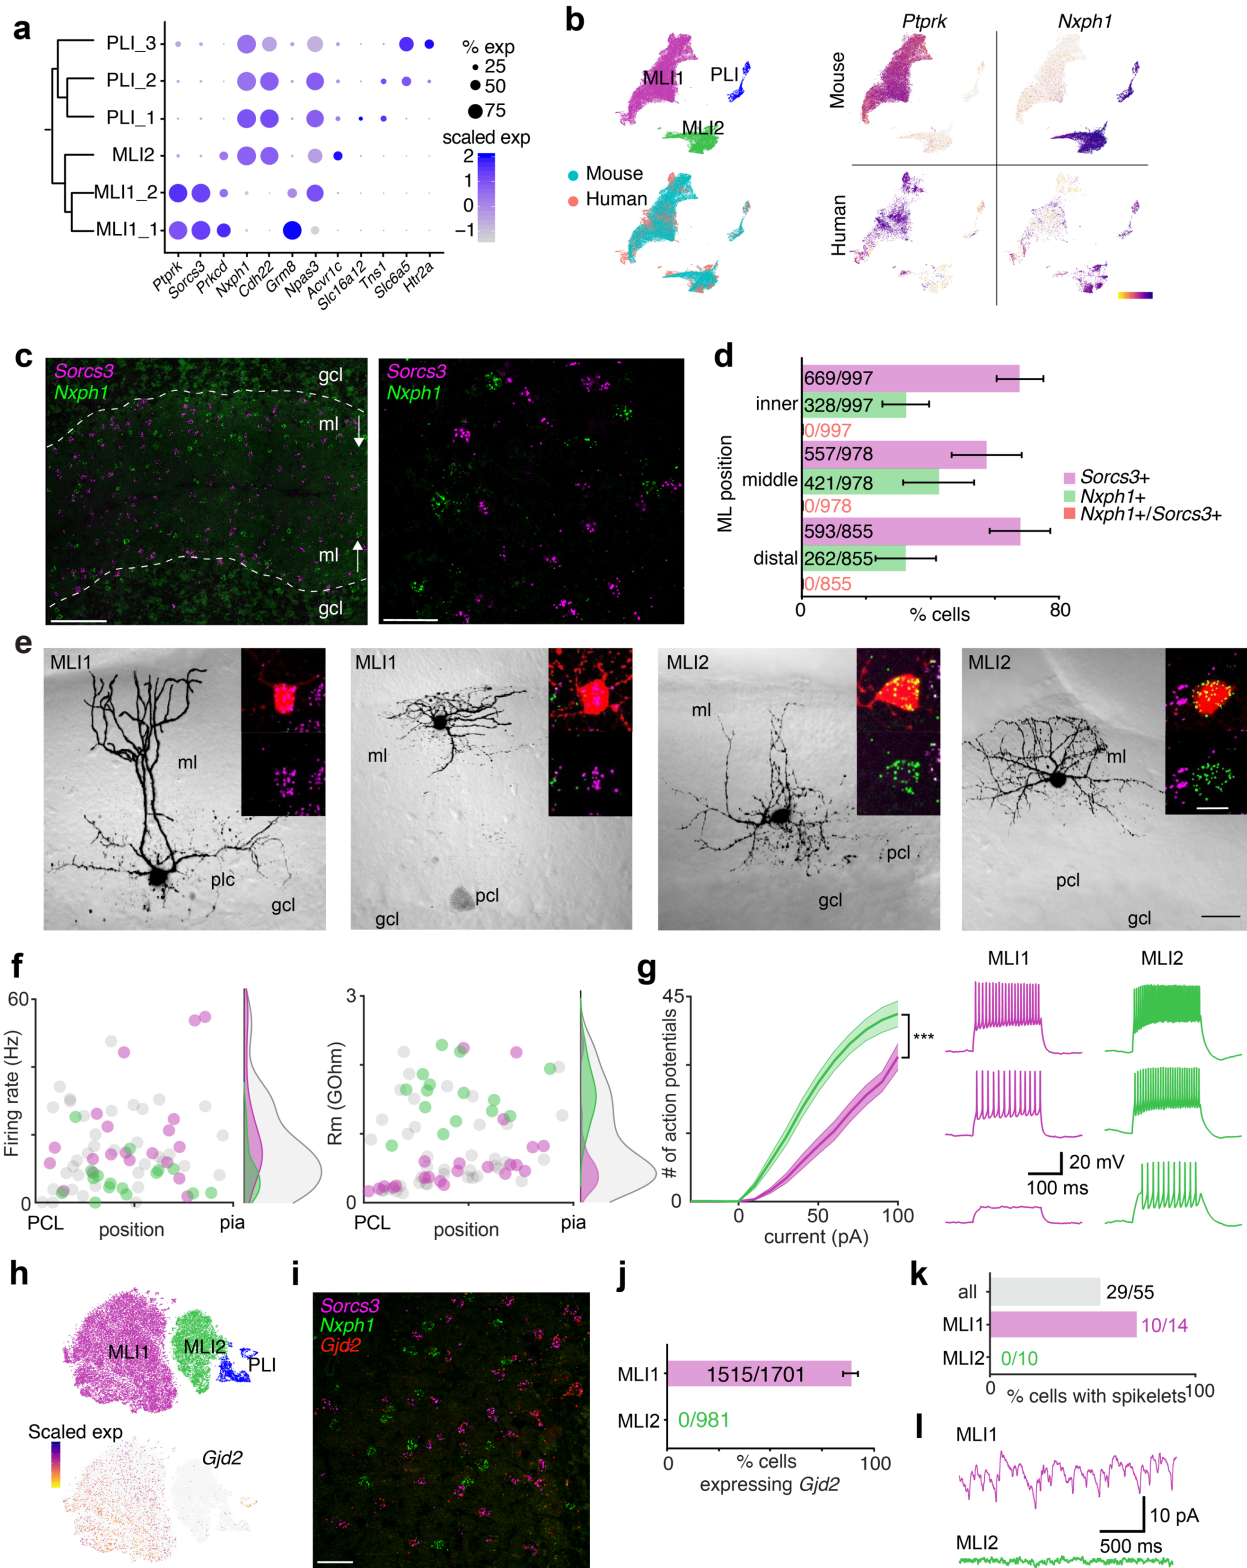 a
PLI_3
PLI_2
PLI_1
MLI2
MLI1_2
MLI1_1
Ptprk
Sorcs3
Prkcd
Nxph1
Cdh22
Grm8
Npas3
Acvr1c
Slc16a12
Tns1
Slc6a5
Htr2a
% exp
25
50
75
scaled exp
2
1
0
−1
b
MLI1
PLI
MLI2
Mouse
Human
Ptprk
Nxph1
Mouse
Human
c
Sorcs3
Nxph1
gcl
ml
ml
gcl
Sorcs3
Nxph1
d
ML position
inner
middle
distal
669/997
328/997
0/997
557/978
421/978
0/978
593/855
262/855
0/855
0
80
% cells
Sorcs3+
Nxph1+
Nxph1+/Sorcs3+
e
MLI1
ml
plc
gcl
MLI1
ml
pcl
gcl
MLI2
ml
pcl
gcl
MLI2
ml
pcl
gcl
f
60
Firing rate (Hz)
0
PCL
position
pia
3
Rm (GOhm)
0
PCL
position
pia
g
45
# of action potentials
0
0
50
100
current (pA)
***
MLI1
MLI2
20 mV
100 ms
h
MLI1
MLI2
PLI
Scaled exp
Gjd2
i
Sorcs3
Nxph1
Gjd2
j
MLI1
1515/1701
MLI2
0/981
0
100
% cells
expressing Gjd2
k
all
29/55
MLI1
10/14
MLI2
0/10
0
100
% cells with spikelets
l
MLI1
10 pA
500 ms
MLI2